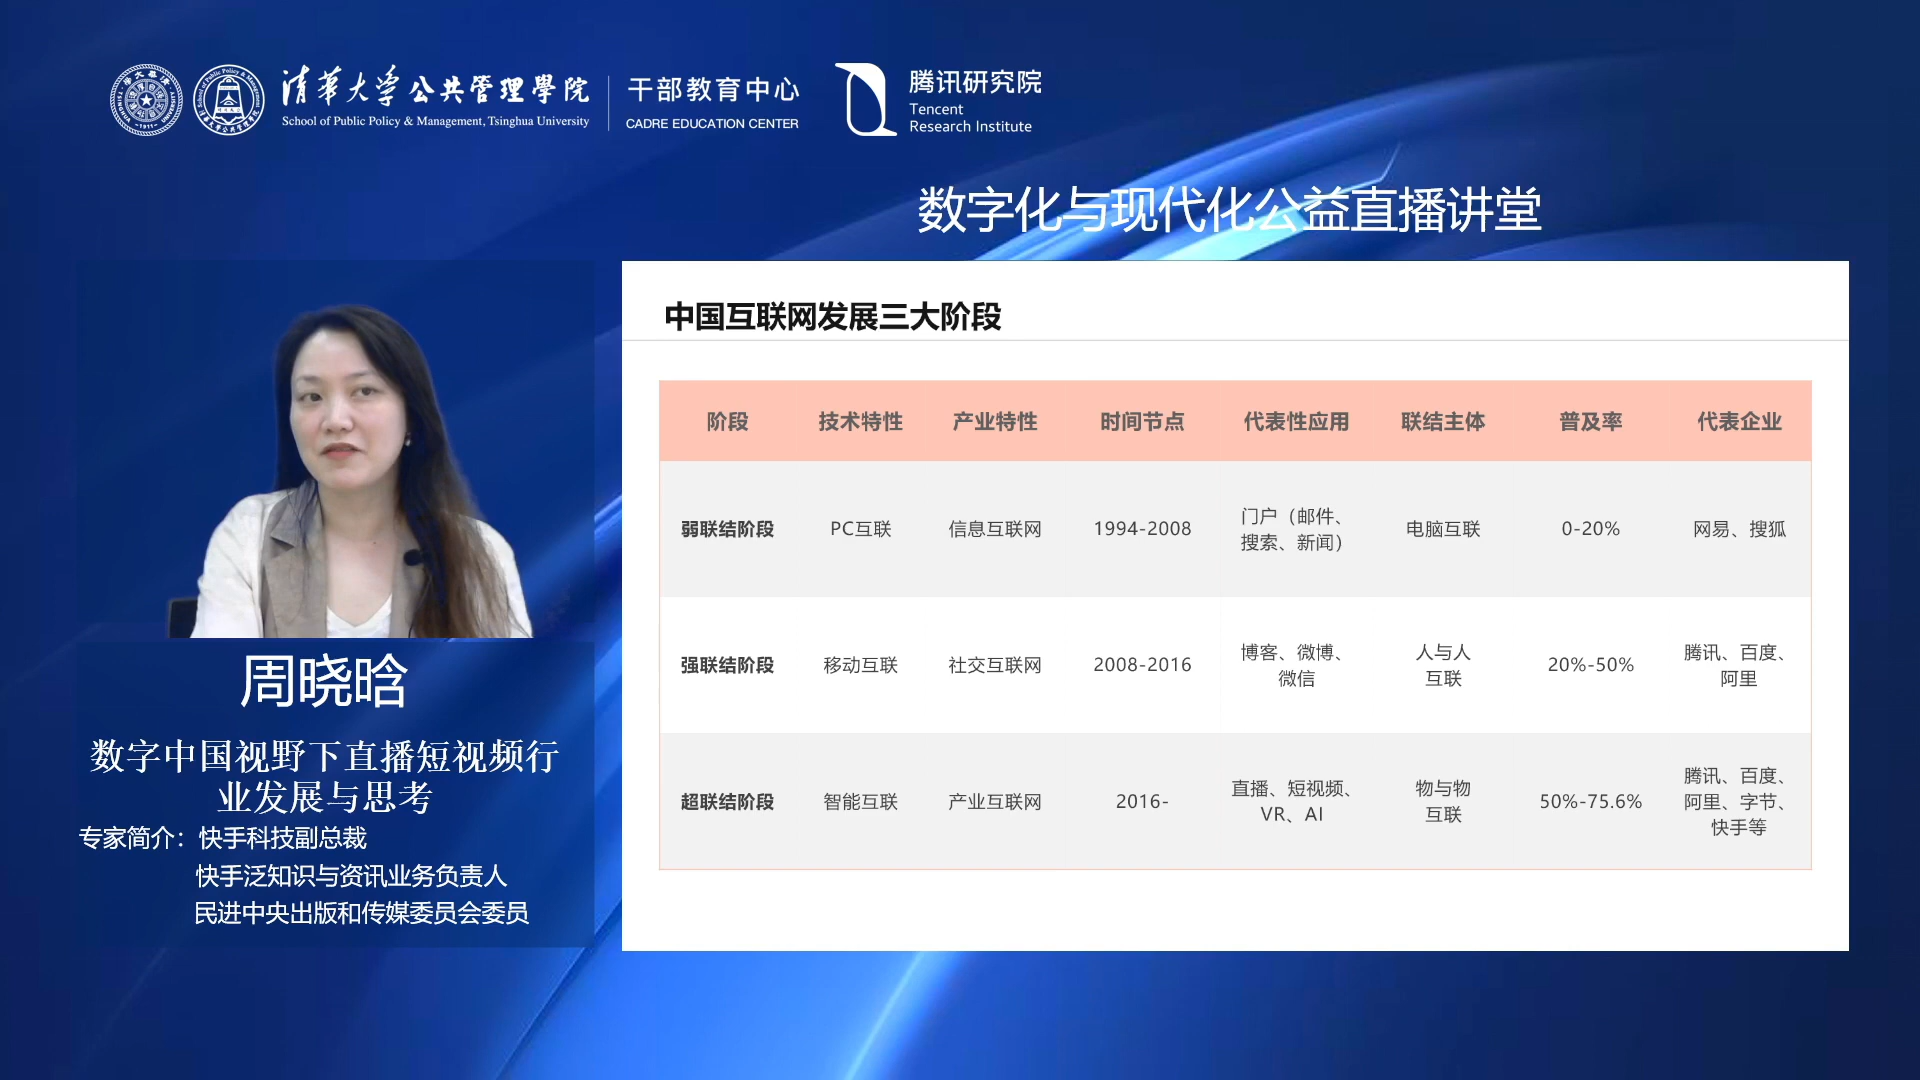 清華大学公共管理學院
School of Public Policy & Management, Tsinghua University
干部教育中心
CADRE EDUCATION CENTER
腾讯研究院
Tencent
Research Institute
数字化与现代化公益直播讲堂
周晓晗
数字中国视野下直播短视频行
业发展与思考
专家简介：快手科技副总裁
快手泛知识与资讯业务负责人
民进中央出版和传媒委员会委员
中国互联网发展三大阶段
阶段 技术特性 产业特性 时间节点 代表性应用 联结主体 普及率 代表企业
弱联结阶段 PC互联 信息互联网 1994-2008 门户（邮件、 电脑互联 0-20% 网易、搜狐
搜索、新闻）
强联结阶段 移动互联 社交互联网 2008-2016 博客、微博、 人与人 20%-50% 腾讯、百度、
微信 互联 阿里
超联结阶段 智能互联 产业互联网 2016- 直播、短视频、 物与物 50%-75.6% 腾讯、百度、
VR、AI 互联 阿里、字节、
快手等